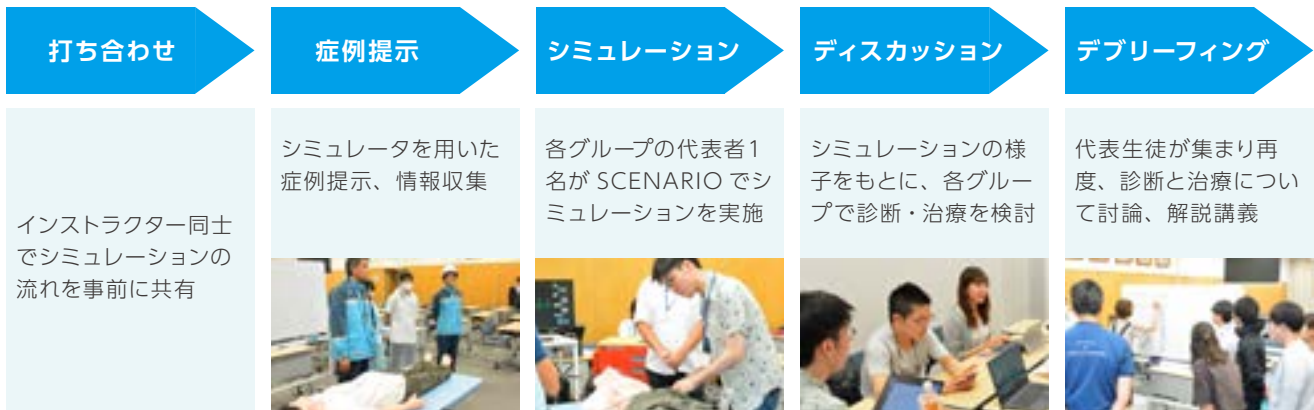 打ち合わせ
症例提示
シミュレーション
ディスカッション
デブリーフィング
インストラクター同士
でシミュレーションの
流れを事前に共有
シミュレータを用いた
症例提示、情報収集
各グループの代表者1
名が SCENARIO でシ
ミュレーションを実施
シミュレーションの様
子をもとに、各グルー
プで診断・治療を検討
代表生徒が集まり再
度、診断と治療につい
て討論、解説講義